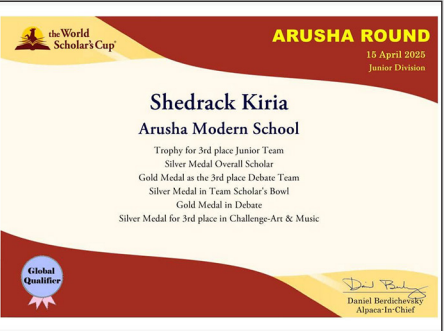 the World
Scholar's Cup
ARUSHA ROUND
15 April 2025
Junior Division
Shedrack Kiria
Arusha Modern School
Trophy for 3rd place Junior Team
Silver Medal Overall Scholar
Gold Medal as the 3rd place Debate Team
Silver Medal in Team Scholar's Bowl
Gold Medal in Debate
Silver Medal for 3rd place in Challenge-Art & Music
Global
Qualifier
Daniel Berdichevsky
Alpaca-In-Chief